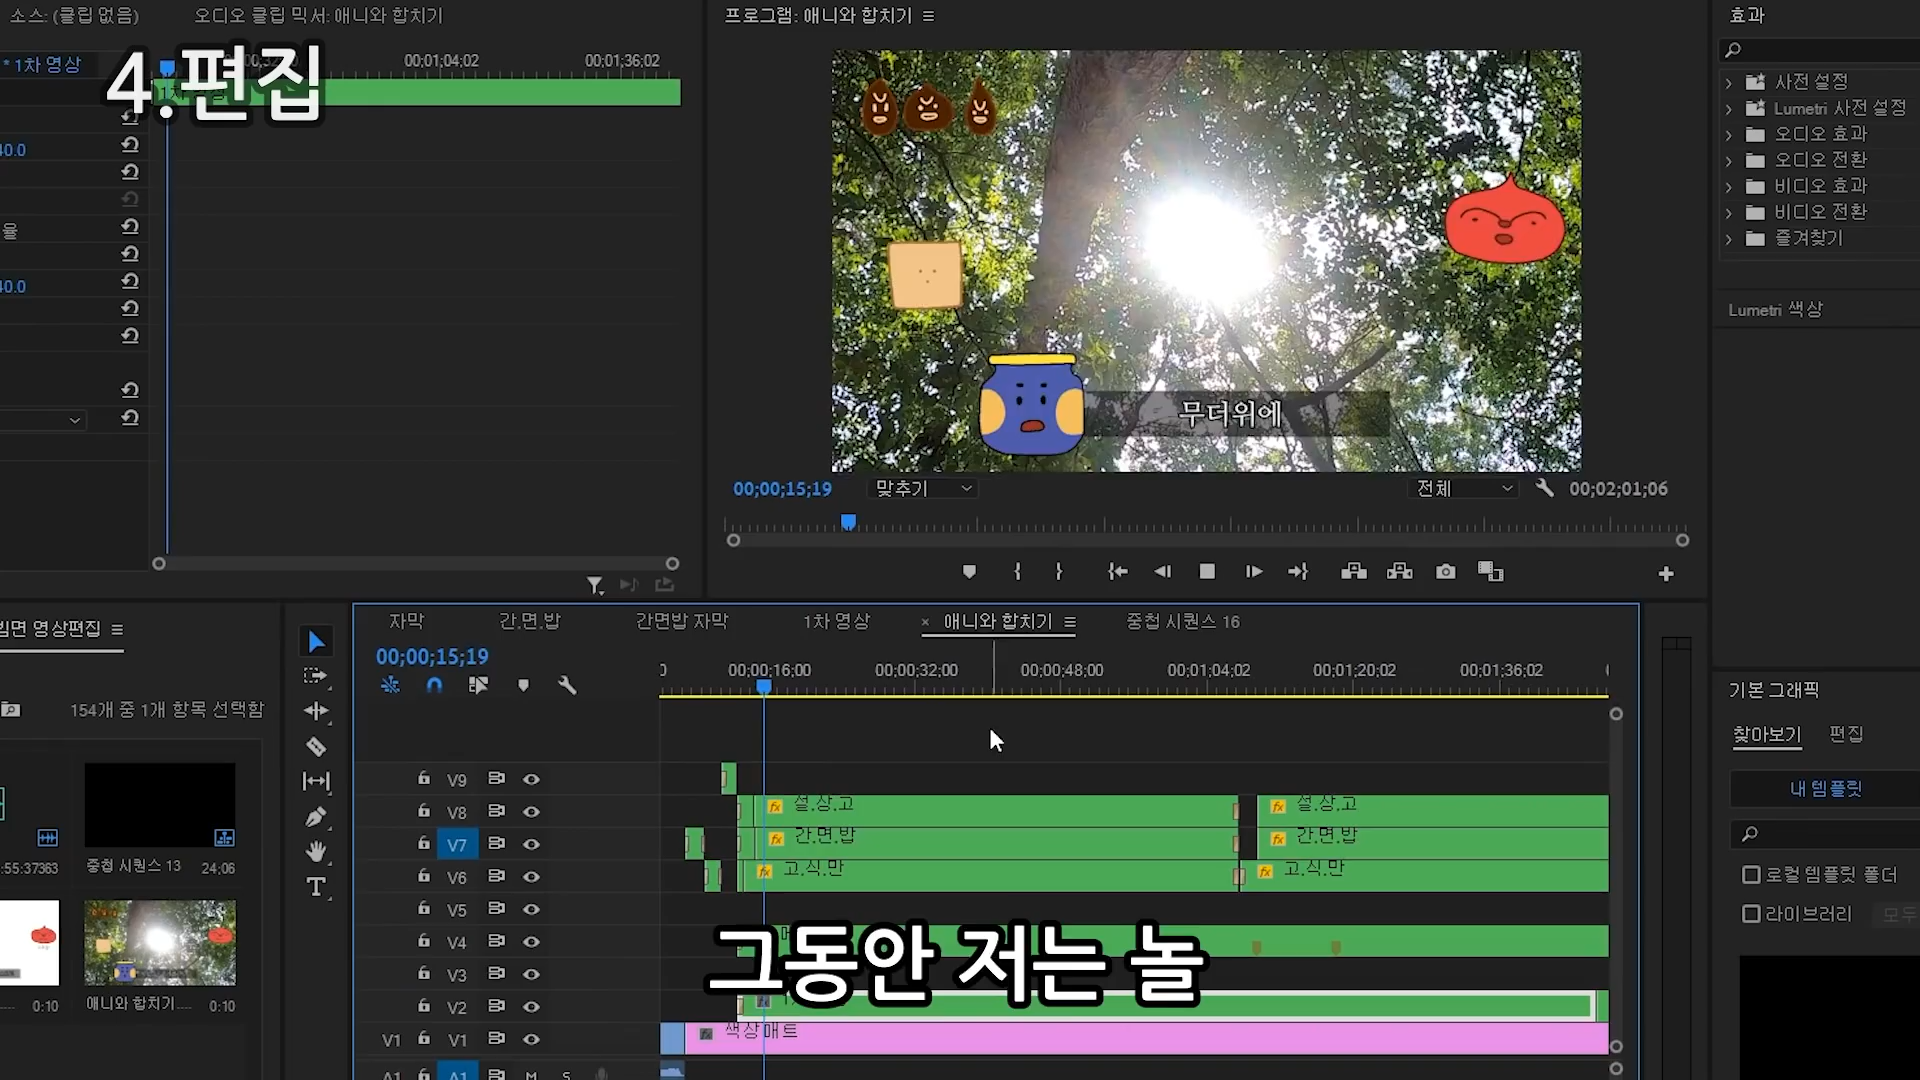 소스: (클립 없음)
오디오 클립 믹서: 애니와 합치기
프로그램: 애니와 합치기
효과
* 1차 영상
00;01;04;02
00;01;36;02
4.편집
40.0
율
40.0
무더위에
사전 설정
Lumetri 사전 설정
오디오 효과
오디오 전환
비디오 효과
비디오 전환
즐겨찾기
Lumetri 색상
00;00;15;19
맞추기
전체
00;02;01;06
빔면 영상편집
자막
간.면.밥
간면밥 자막
1차 영상
× 애니와 합치기
중첩 시퀀스 16
00;00;15;19
00;00;16;00
00;00;32;00
00;00;48;00
00;01;04;02
00;01;20;02
00;01;36;02
154개 중 1개 항목 선택함
기본 그래픽
찾아보기
편집
내 템플릿
로컬 템플릿 폴더
라이브러리
모두
:55:37363
중첩 시퀀스 13
24;06
0;10
애니와 합치기....
0;10
V9
V8
fx 설.상.고
fx 설.상.고
V7
fx 간.면.밥
fx 간.면.밥
V6
fx 고.식.만
fx 고.식.만
V5
V4
V3
V2
V1
V1
fx 색상 매트
A1
A1
M
S
그동안 저는 놀